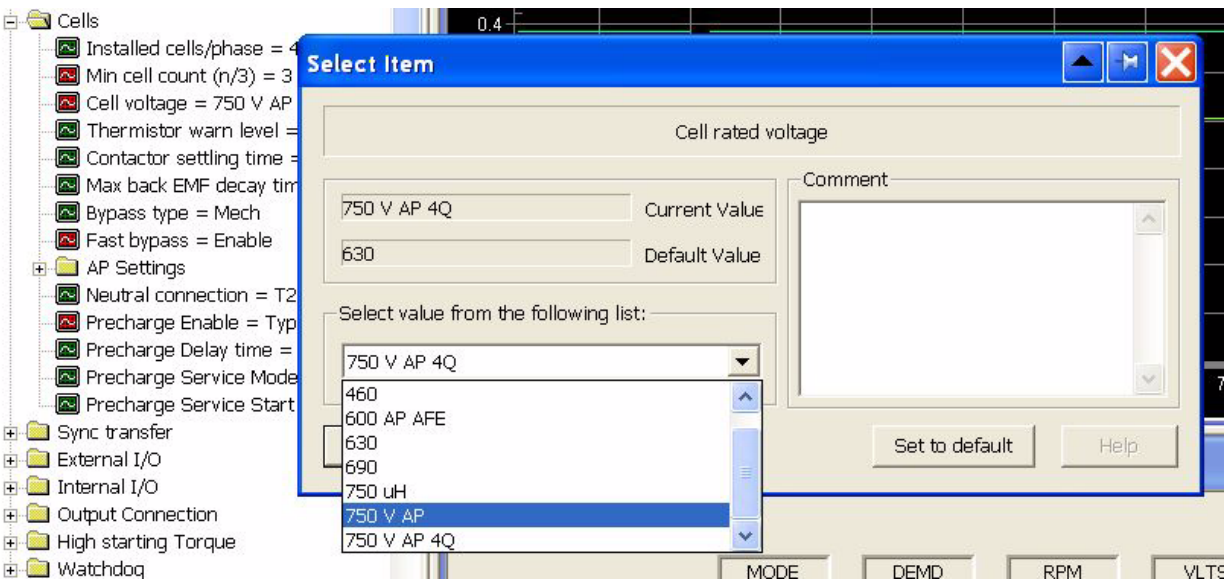 Cells
Installed cells/phase = 4
Min cell count (n/3) = 3
Cell voltage = 750 V AP
Thermistor warn level =
Contactor settling time =
Max back EMF decay tim
Bypass type = Mech
Fast bypass = Enable
AP Settings
Neutral connection = T2
Precharge Enable = Typ
Precharge Delay time =
Precharge Service Mode
Precharge Service Start
Sync transfer
External I/O
Internal I/O
Output Connection
High starting Torque
Watchdog
0.4
Select Item
Cell rated voltage
750 V AP 4Q Current Value
630 Default Value
Comment
Select value from the following list:
750 V AP 4Q
460
600 AP AFE
630
690
750 uH
750 V AP
750 V AP 4Q
Set to default
Help
7
MODE DEMD RPM VLTS